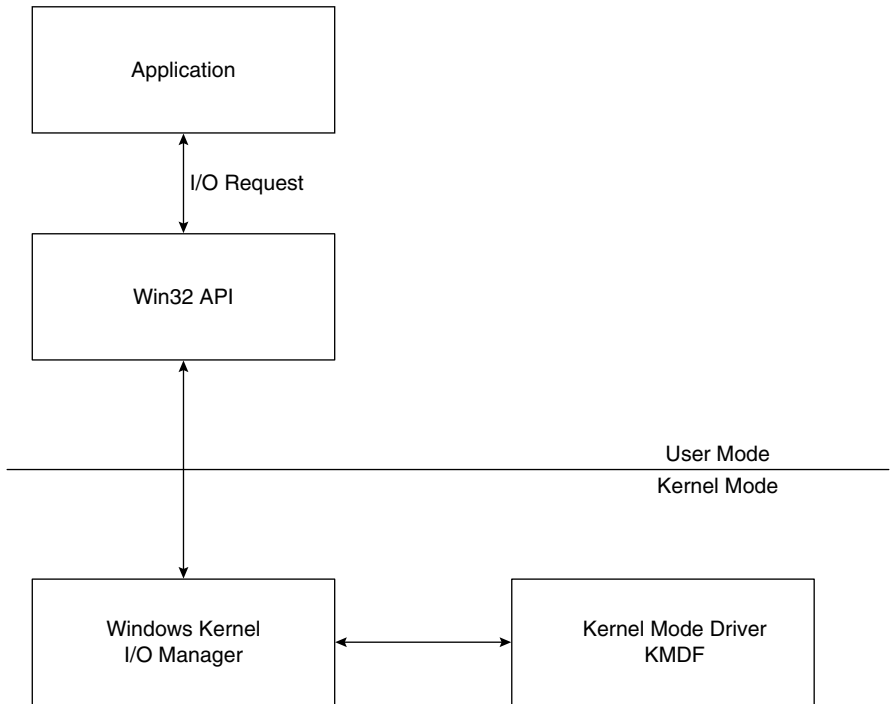 Application
I/O Request
Win32 API
User Mode
Kernel Mode
Windows Kernel
I/O Manager
Kernel Mode Driver
KMDF